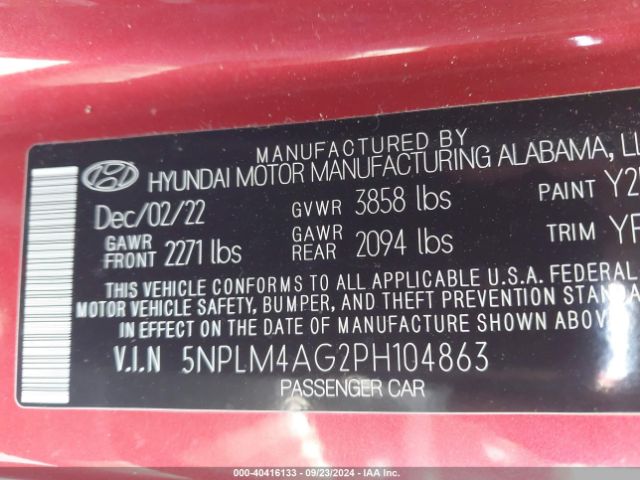 MANUFACTURED BY
HYUNDAI MOTOR MANUFACTURING ALABAMA,
Dec/02/22 GVWR 3858 lbs PAINT
GAWR FRONT 2271 lbs GAWR REAR 2094 lbs TRIM
THIS VEHICLE CONFORMS TO ALL APPLICABLE U.S.A. FEDERAL
MOTOR VEHICLE SAFETY, BUMPER, AND THEFT PREVENTION
IN EFFECT ON THE DATE OF MANUFACTURE SHOWN ABOVE.
V.I.N 5NPLM4AG2PH104863
PASSENGER CAR
000-40416133 - 09/23/2024 - IAA Inc.